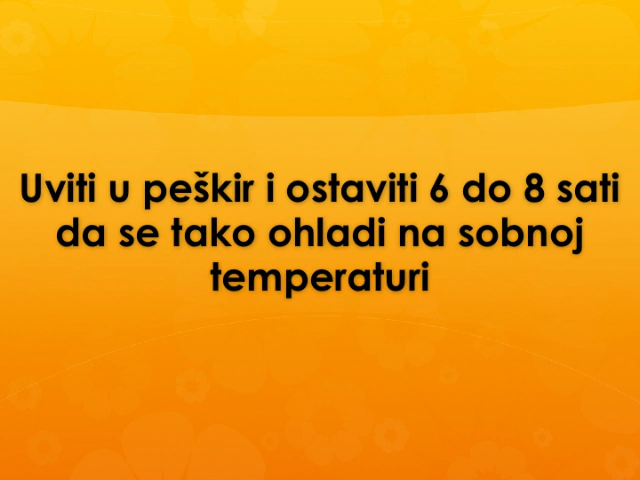 Uviti u peškir i ostaviti 6 do 8 sati
da se tako ohladi na sobnoj
temperaturi